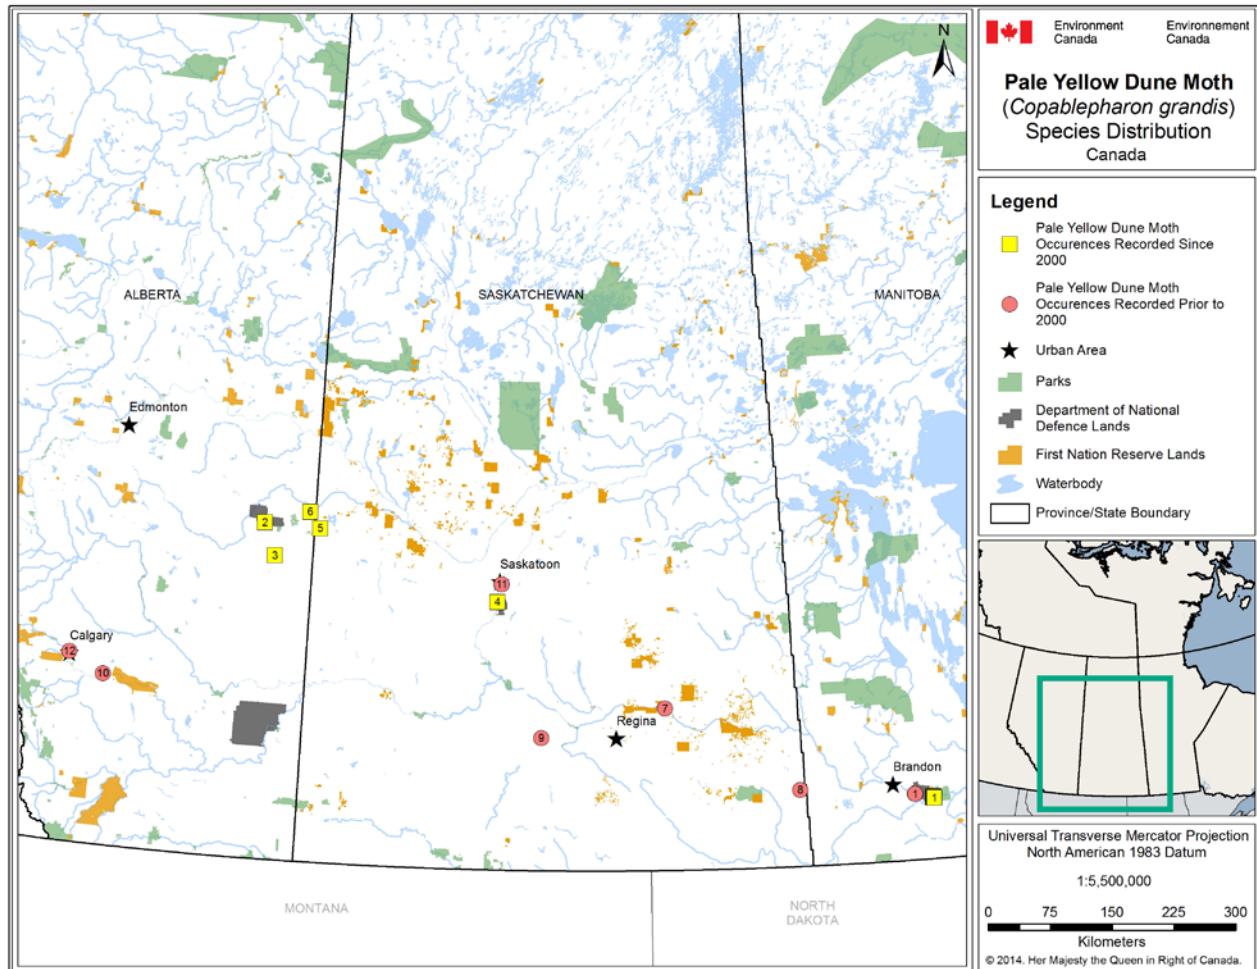 N
ALBERTA
SASKATCHEWAN
MANITOBA
Edmonton
6
2
5
3
Saskatoon
11
4
Calgary
12
10
7
Regina
9
Brandon
8
1
1
MONTANA
NORTH
DAKOTA
Environment
Canada
Environnement
Canada
Pale Yellow Dune Moth
(Copablepharon grandis)
Species Distribution
Canada
Legend
Pale Yellow Dune Moth
Occurences Recorded Since
2000
Pale Yellow Dune Moth
Occurences Recorded Prior to
2000
Urban Area
Parks
Department of National
Defence Lands
First Nation Reserve Lands
Waterbody
Province/State Boundary
Universal Transverse Mercator Projection
North American 1983 Datum
1:5,500,000
0 75 150 225 300
Kilometers
© 2014. Her Majesty the Queen in Right of Canada.